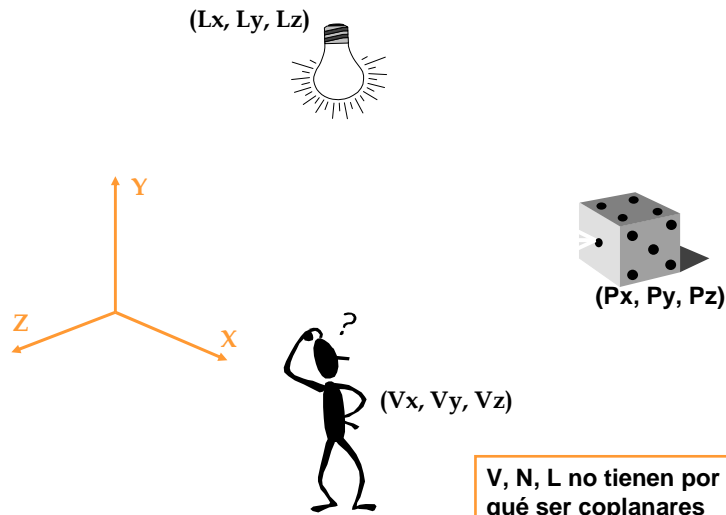 (Lx, Ly, Lz)
Y
Z
X
(Px, Py, Pz)
?
(Vx, Vy, Vz)
V, N, L no tienen por
qué ser coplanares